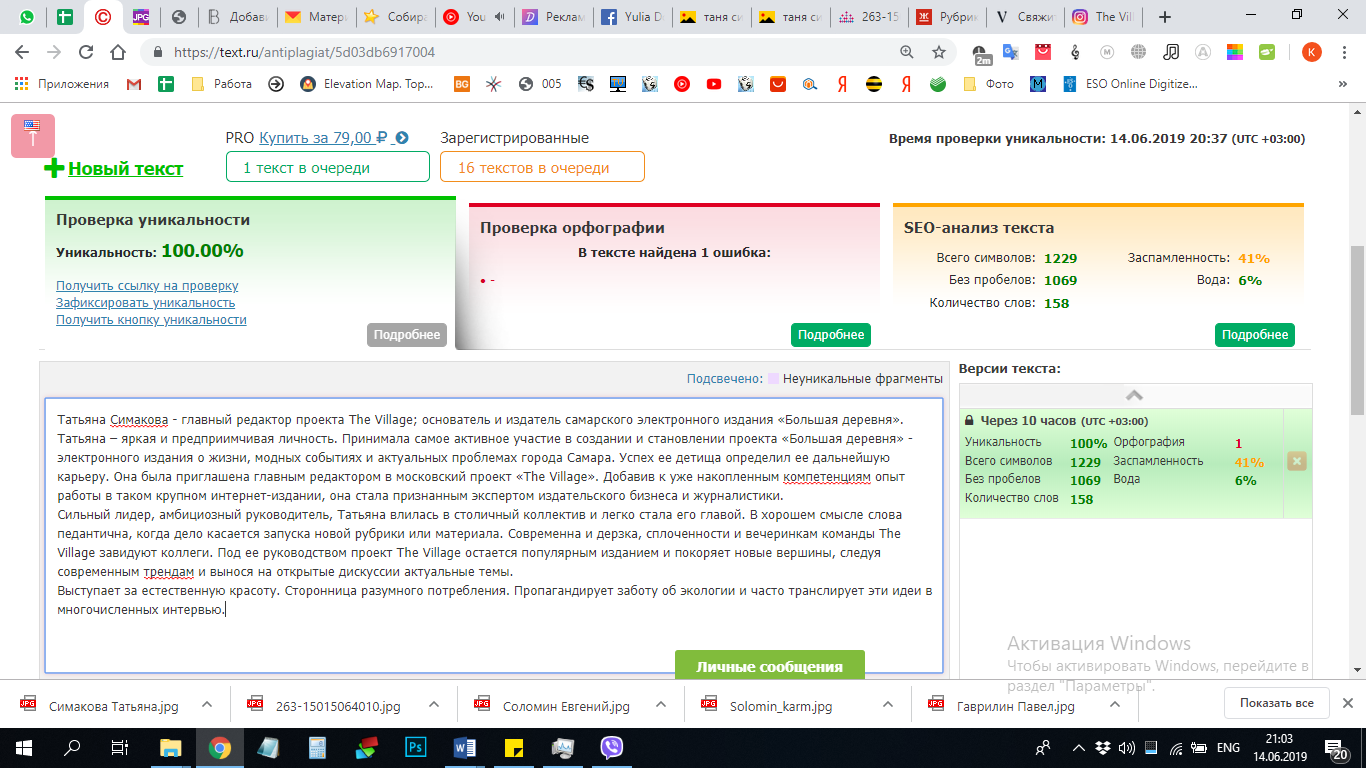 Добави
Матери
Собира
You
Реклам
Yulia D
таня си
таня си
263-15
Рубрик
Свяжит
The Vil
https://text.ru/antiplagiat/5d03db6917004
2m
K
Приложения
Работа
Elevation Map. Top...
BG
005
Фото
ESO Online Digitize...
»
PRO Купить за 79,00 ₽
Зарегистрированные
Время проверки уникальности: 14.06.2019 20:37 (UTC +03:00)
Новый текст
1 текст в очереди
16 текстов в очереди
Проверка уникальности
Уникальность: 100.00%
Получить ссылку на проверку
Зафиксировать уникальность
Получить кнопку уникальности
Подробнее
Проверка орфографии
В тексте найдена 1 ошибка:
• -
Подробнее
SEO-анализ текста
Всего символов: 1229 Заспамленность: 41%
Без пробелов: 1069 Вода: 6%
Количество слов: 158
Подробнее
Подсвечено: Неуникальные фрагменты
Татьяна Симакова - главный редактор проекта The Village; основатель и издатель самарского электронного издания «Большая деревня».
Татьяна – яркая и предприимчивая личность. Принимала самое активное участие в создании и становлении проекта «Большая деревня» -
электронного издания о жизни, модных событиях и актуальных проблемах города Самара. Успех ее детища определил ее дальнейшую
карьеру. Она была приглашена главным редактором в московский проект «The Village». Добавив к уже накопленным компетенциям опыт
работы в таком крупном интернет-издании, она стала признанным экспертом издательского бизнеса и журналистики.
Сильный лидер, амбициозный руководитель, Татьяна влилась в столичный коллектив и легко стала его главой. В хорошем смысле слова
педантична, когда дело касается запуска новой рубрики или материала. Современна и дерзка, сплоченности и вечеринкам команды The
Village завидуют коллеги. Под ее руководством проект The Village остается популярным изданием и покоряет новые вершины, следуя
современным трендам и вынося на открытые дискуссии актуальные темы.
Выступает за естественную красоту. Сторонница разумного потребления. Пропагандирует заботу об экологии и часто транслирует эти идеи в
многочисленных интервью.
Версии текста:
Через 10 часов (UTC +03:00)
Уникальность 100% Орфография 1
Всего символов 1229 Заспамленность 41%
Без пробелов 1069 Вода 6%
Количество слов 158
Личные сообщения
Активация Windows
Чтобы активировать Windows, перейдите в
раздел "Параметры".
Симакова Татьяна.jpg
263-15015064010.jpg
Соломин Евгений.jpg
Solomin_karm.jpg
Гаврилин Павел.jpg
Показать все
ENG
21:03
14.06.2019
20